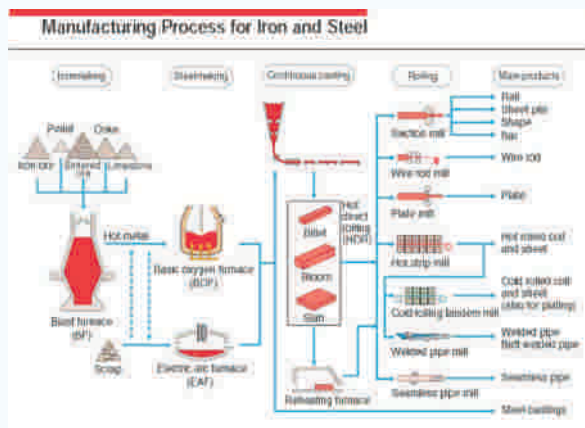 Manufacturing Process for Iron and Steel
Ironmaking
Steelmaking
Continuous casting
Rolling
Main products
Pellet
Coke
Iron ore
Sintered
ore
Limestone
Hot metal
Blast furnace
(BF)
Scrap
Basic oxygen furnace
(BOF)
Electric arc furnace
(EAF)
Billet
Bloom
Slab
Hot
direct
rolling
(HDR)
Reheating furnace
Section mill
Wire rod mill
Plate mill
Hot strip mill
Cold rolling tandem mill
Welded pipe mill
Seamless pipe mill
Rail
Sheet pile
Shape
Bar
Wire rod
Plate
Hot rolled coil
and sheet
Cold rolled coil
and sheet
(also for plating)
Welded pipe
Butt welded pipe
Seamless pipe
Steel castings